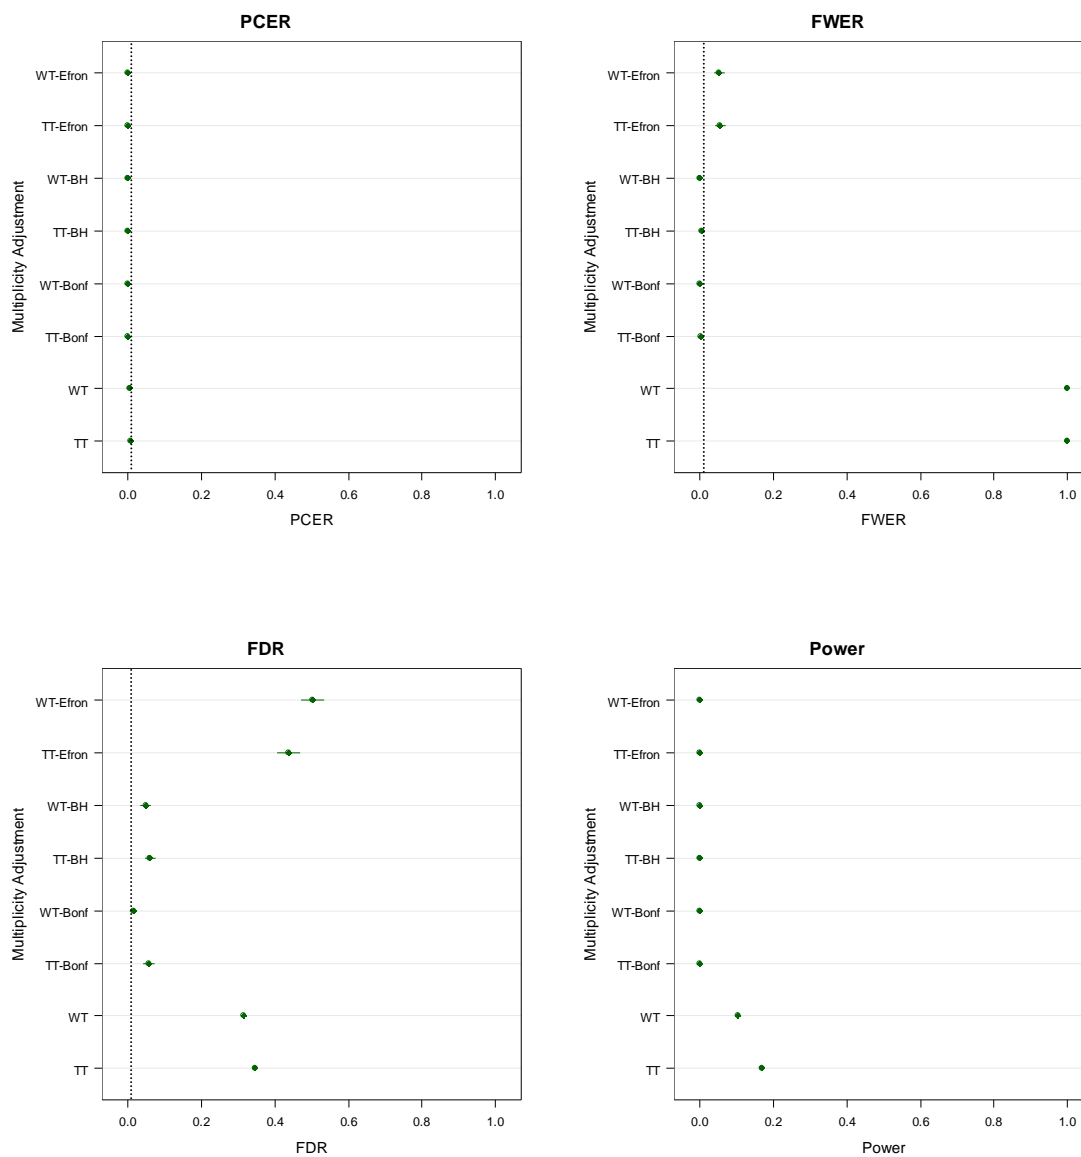 PCER
Multiplicity Adjustment
WT-Efron
TT-Efron
WT-BH
TT-BH
WT-Bonf
TT-Bonf
WT
TT
0.0 0.2 0.4 0.6 0.8 1.0
PCER
FWER
Multiplicity Adjustment
WT-Efron
TT-Efron
WT-BH
TT-BH
WT-Bonf
TT-Bonf
WT
TT
0.0 0.2 0.4 0.6 0.8 1.0
FWER
FDR
Multiplicity Adjustment
WT-Efron
TT-Efron
WT-BH
TT-BH
WT-Bonf
TT-Bonf
WT
TT
0.0 0.2 0.4 0.6 0.8 1.0
FDR
Power
Multiplicity Adjustment
WT-Efron
TT-Efron
WT-BH
TT-BH
WT-Bonf
TT-Bonf
WT
TT
0.0 0.2 0.4 0.6 0.8 1.0
Power